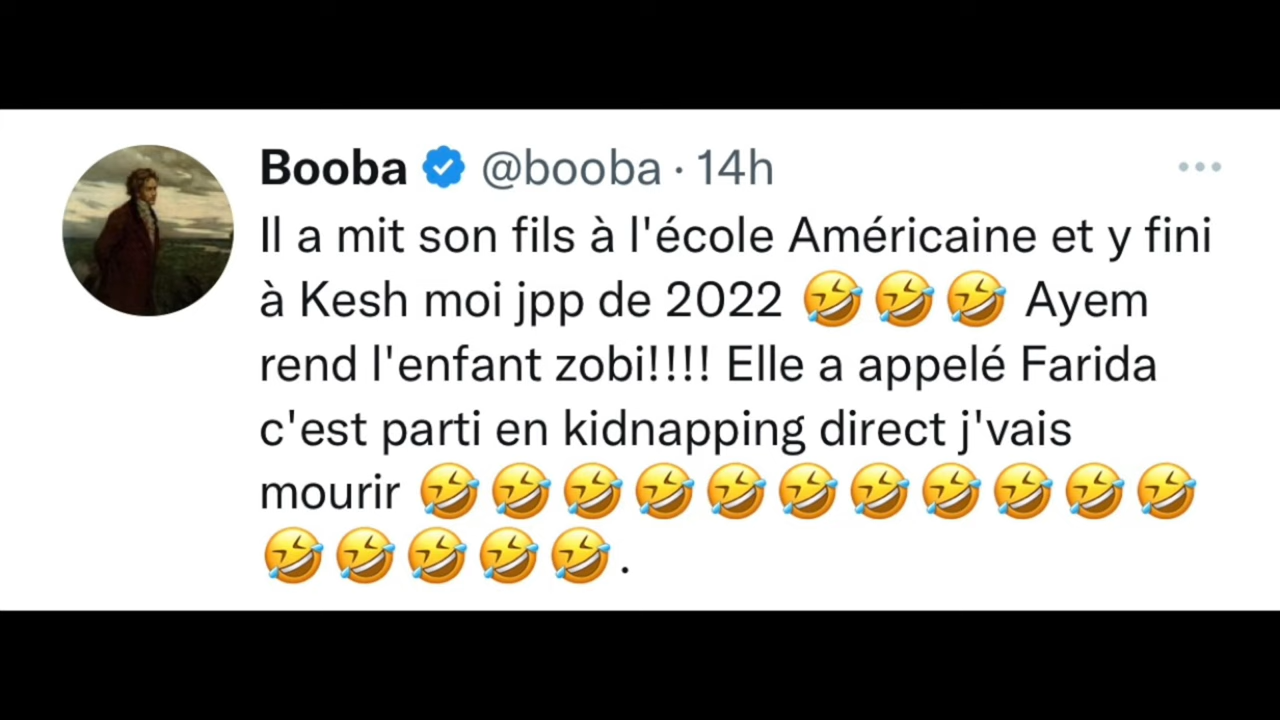 Booba @booba · 14h
Il a mit son fils à l'école Américaine et y fini
à Kesh moi jpp de 2022 🤣🤣🤣 Ayem
rend l'enfant zobi!!!! Elle a appelé Farida
c'est parti en kidnapping direct j'vais
mourir 🤣🤣🤣🤣🤣🤣🤣🤣🤣🤣🤣
🤣🤣🤣🤣🤣.